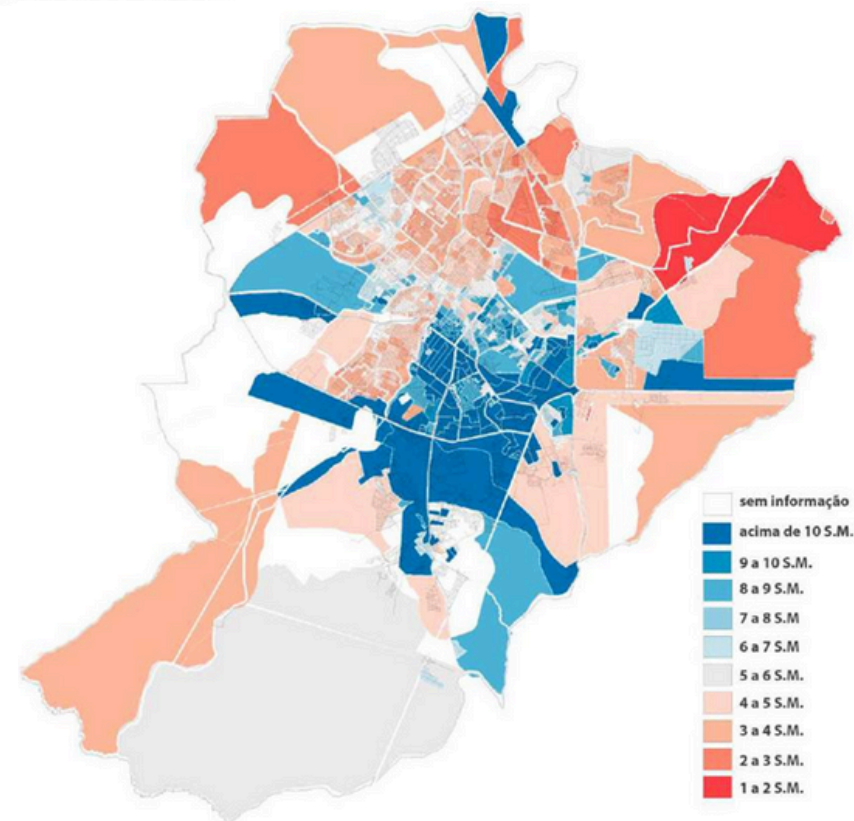 sem informação
acima de 10 S.M.
9 a 10 S.M.
8 a 9 S.M.
7 a 8 S.M
6 a 7 S.M
5 a 6 S.M.
4 a 5 S.M.
3 a 4 S.M.
2 a 3 S.M.
1 a 2 S.M.